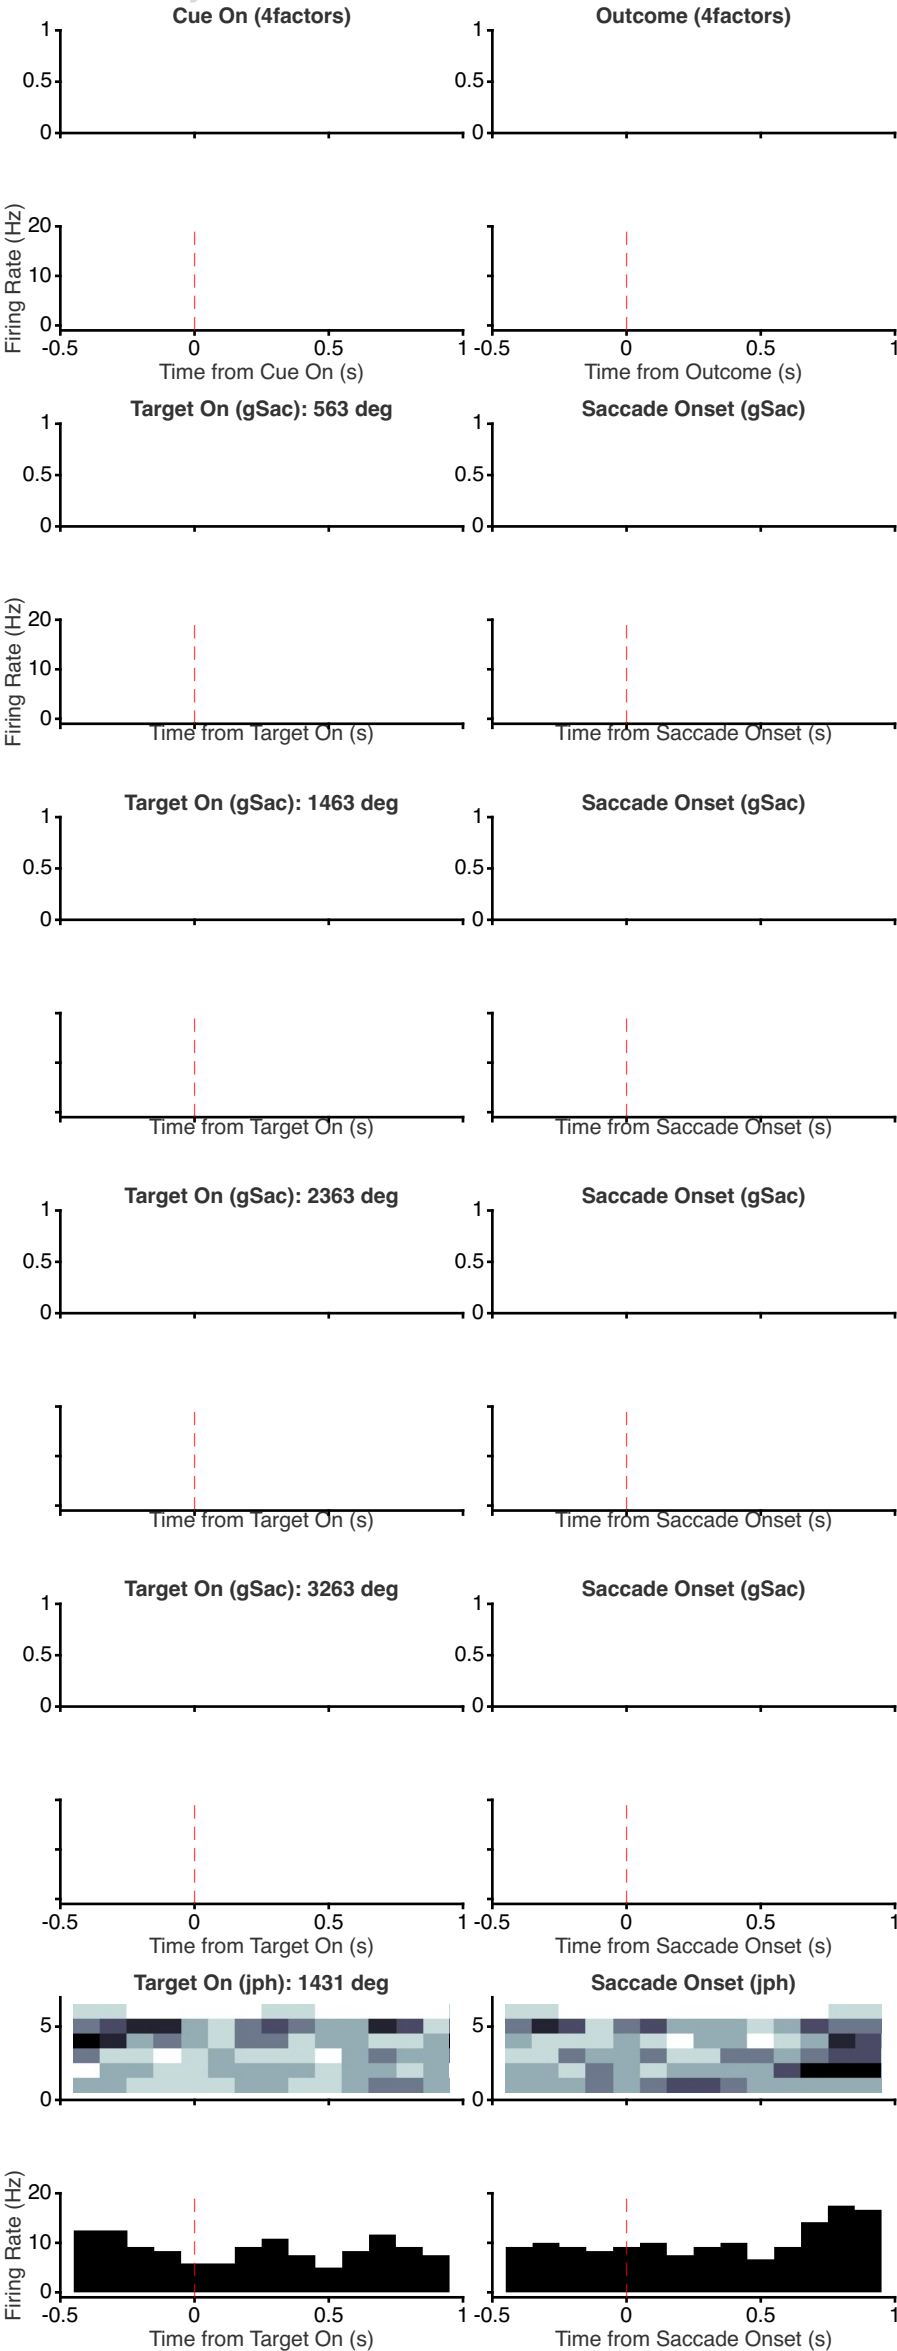 Cue On (4factors) Outcome (4factors)
1 1
0.5 0.5
0 0
Firing Rate (Hz)
20
10
0
-0.5 0 0.5 1 -0.5 0 0.5 1
Time from Cue On (s) Time from Outcome (s)
Target On (gSac): 563 deg Saccade Onset (gSac)
1 1
0.5 0.5
0 0
Firing Rate (Hz)
20
10
0
Time from Target On (s) Time from Saccade Onset (s)
Target On (gSac): 1463 deg Saccade Onset (gSac)
1 1
0.5 0.5
0 0
Time from Target On (s) Time from Saccade Onset (s)
Target On (gSac): 2363 deg Saccade Onset (gSac)
1 1
0.5 0.5
0 0
Time from Target On (s) Time from Saccade Onset (s)
Target On (gSac): 3263 deg Saccade Onset (gSac)
1 1
0.5 0.5
0 0
-0.5 0 0.5 1 -0.5 0 0.5 1
Time from Target On (s) Time from Saccade Onset (s)
Target On (jph): 1431 deg Saccade Onset (jph)
5 5
0 0
Firing Rate (Hz)
20
10
0
-0.5 0 0.5 1 -0.5 0 0.5 1
Time from Target On (s) Time from Saccade Onset (s)